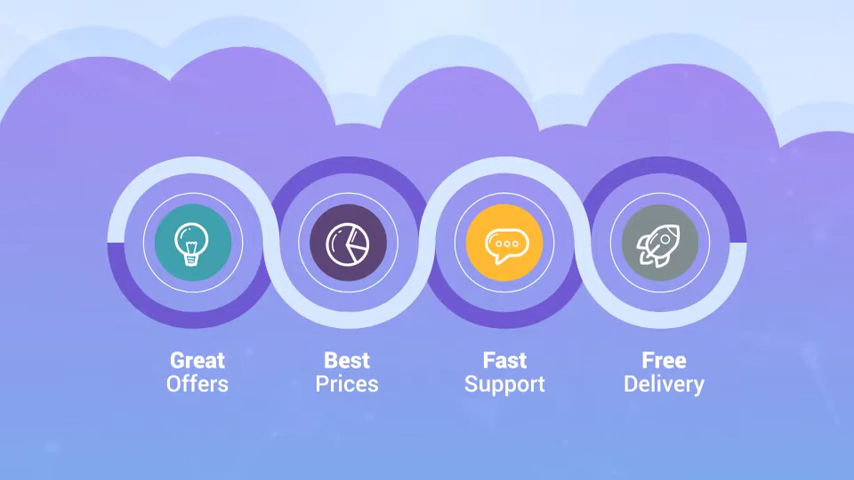 Great
Offers
Best
Prices
Fast
Support
Free
Delivery